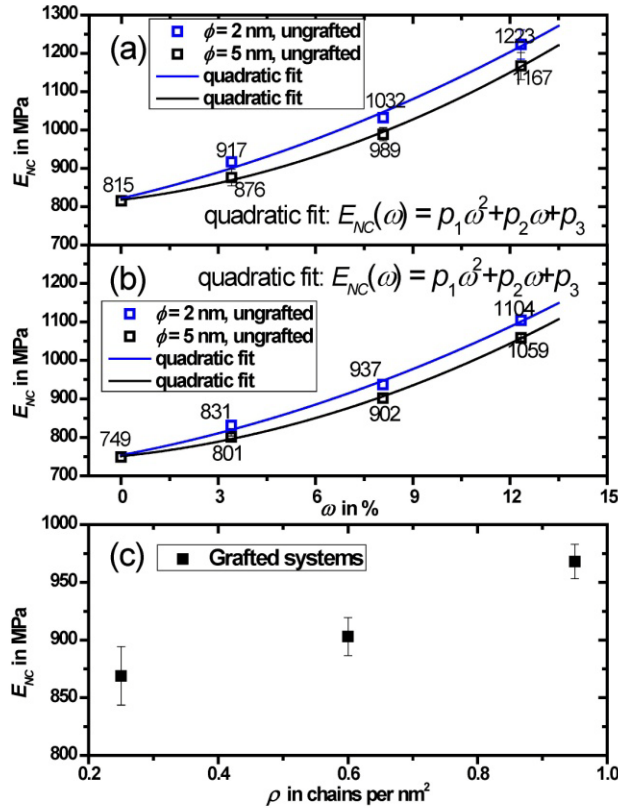 (a)
ϕ = 2 nm, ungrafted
ϕ = 5 nm, ungrafted
quadratic fit
quadratic fit
1300
1200
1100
1000
900
800
700
E_NC in MPa
815
917
876
1032
989
1223
1167
quadratic fit: E_NC(ω) = p₁ω²+p₂ω+p₃
(b)
quadratic fit: E_NC(ω) = p₁ω²+p₂ω+p₃
ϕ = 2 nm, ungrafted
ϕ = 5 nm, ungrafted
quadratic fit
quadratic fit
1200
1100
1000
900
800
700
E_NC in MPa
749
831
801
937
902
1104
1059
0 3 6 9 12 15
ω in %
(c)
Grafted systems
1000
950
900
850
800
E_NC in MPa
0.2 0.4 0.6 0.8 1.0
ρ in chains per nm²